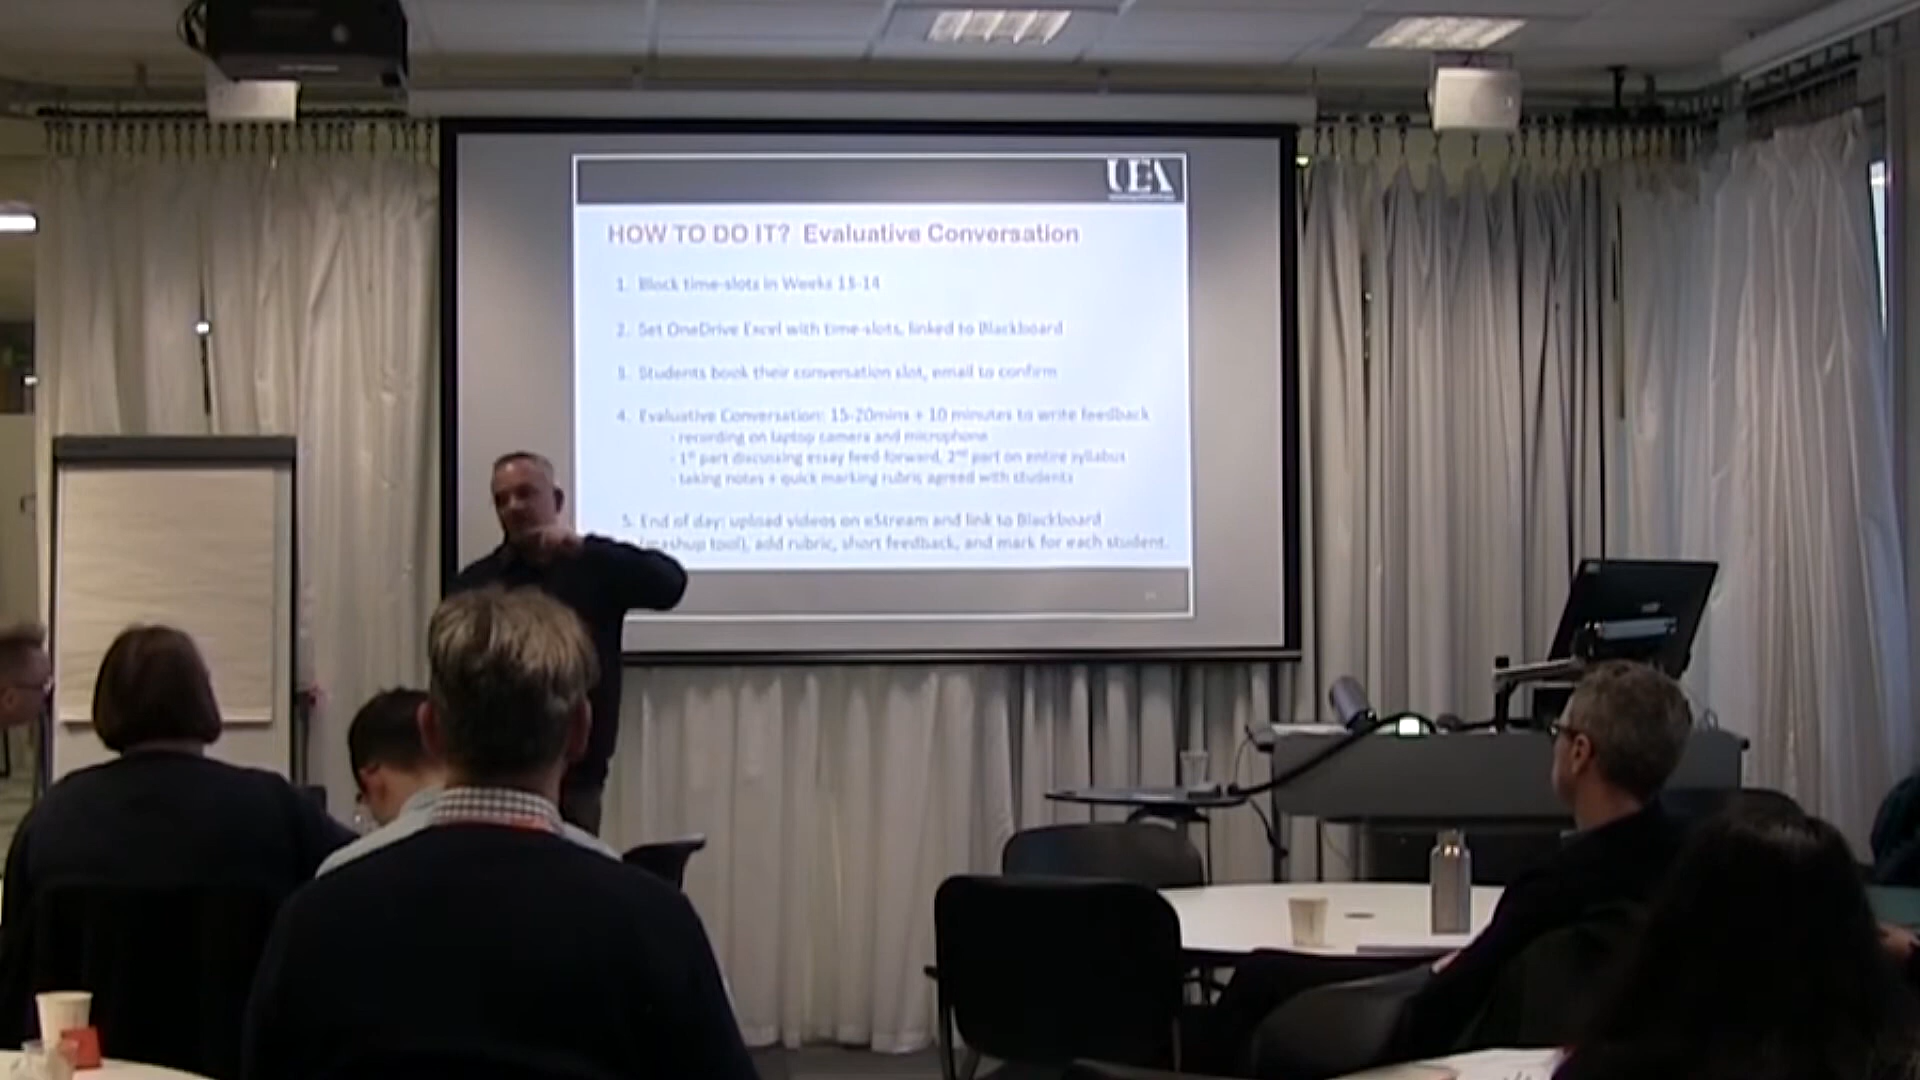 UEA
HOW TO DO IT? Evaluative Conversation
1. Block time-slots in Weeks 13-14
2. Set OneDrive Excel with time-slots, linked to Blackboard
3. Students book their conversation slot, email to confirm
4. Evaluative Conversation: 15-20mins + 10 minutes to write feedback
- recording on laptop camera and microphone
- 1st part discussing essay feed forward, 2nd part on entire syllabus
- taking notes + quick marking rubric agreed with students
5. End of day: upload videos on eStream and link to Blackboard
(mashup tool), add rubric, short feedback, and mark for each student.